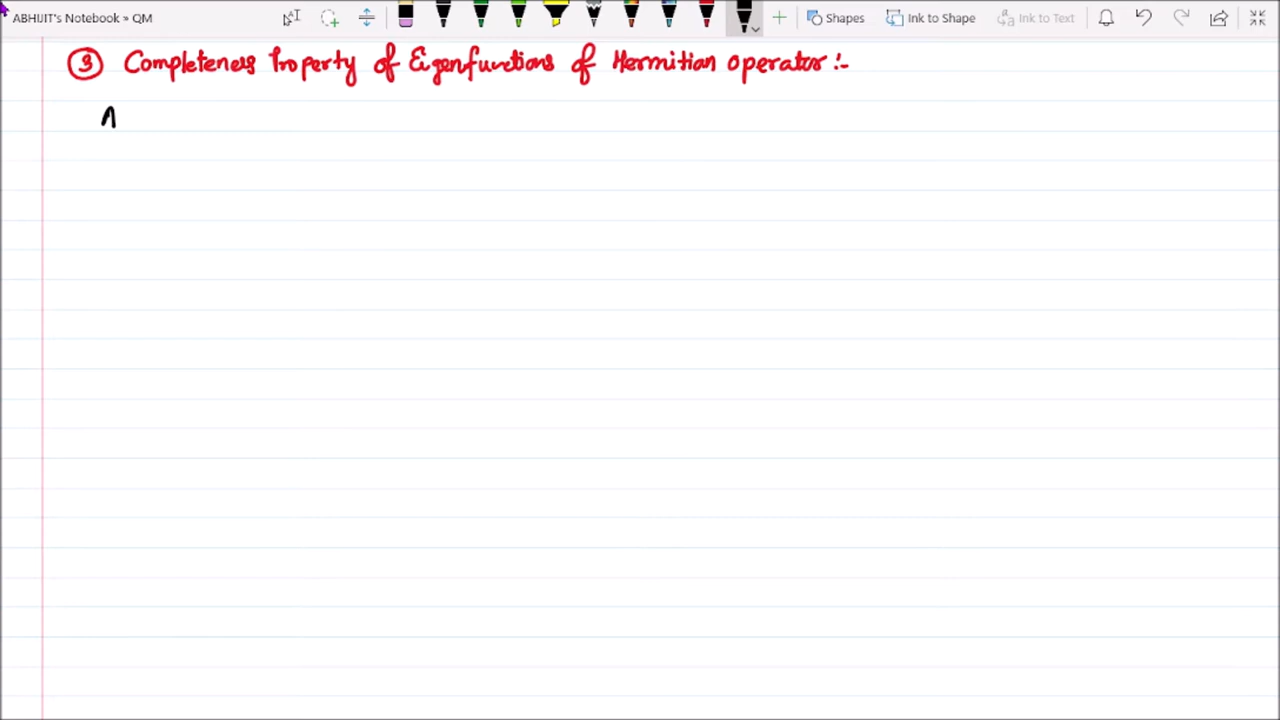 ABHIJIT's Notebook » QM
Shapes
Ink to Shape
Ink to Text
③ Completeness Property of Eigenfunctions of Hermitian operator :-